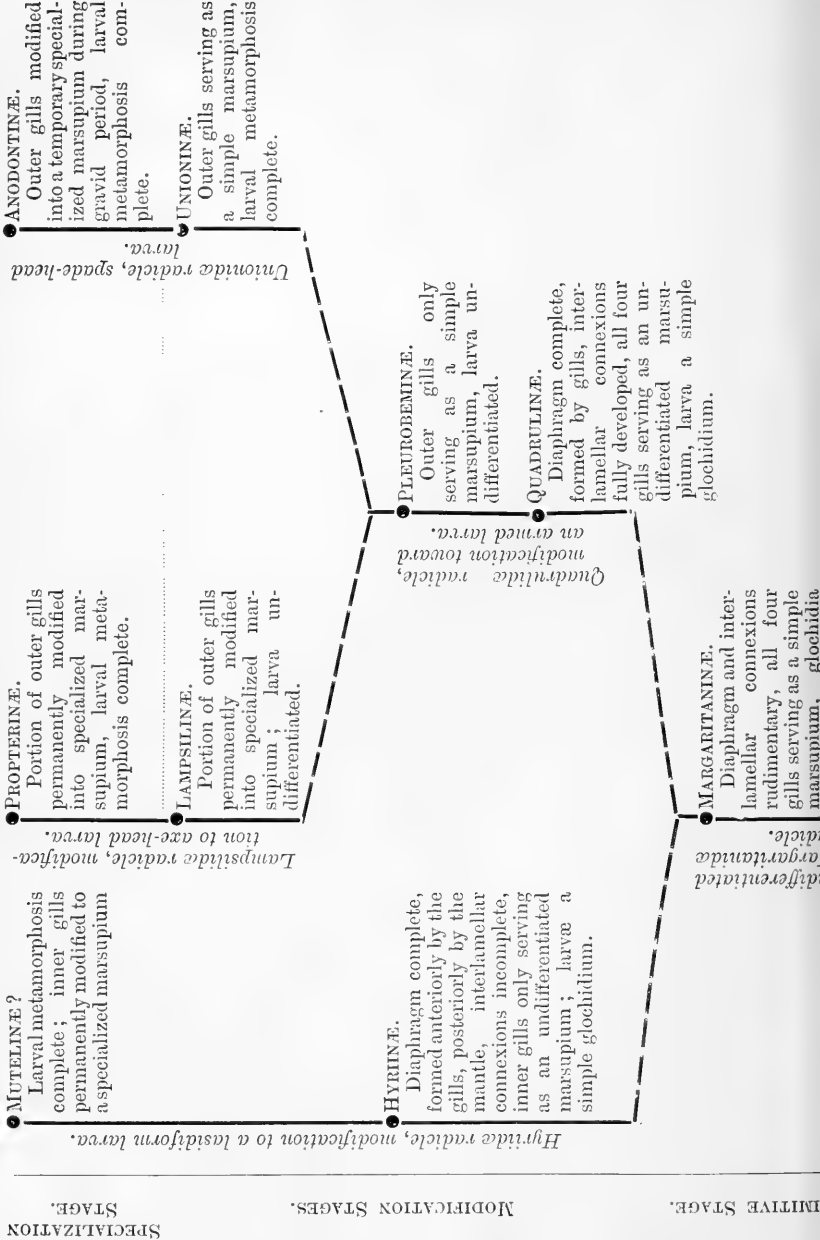 MUTELINÆ?
Larval metamorphosis
complete; inner gills
permanently modified to
a specialized marsupium
PROPTERINÆ.
Portion of outer gills
permanently modified
into specialized mar-
supium, larval meta-
morphosis complete.
ANODONTINÆ.
Outer gills modified
into a temporary special-
ized marsupium during
gravid period, larval
metamorphosis com-
plete.
LAMPSILINÆ.
Portion of outer gills
permanently modified
into specialized mar-
supium; larva un-
differentiated.
UNIONINÆ.
Outer gills serving as
a simple marsupium,
larval metamorphosis
complete.
Lampsilidæ radicle, modifica-
tion to axe-head larva.
Unionidæ radicle, spade-head
larva.
HYRIINÆ.
Diaphragm complete,
formed anteriorly by the
gills, posteriorly by the
mantle, interlamellar
connexions incomplete,
inner gills only serving
as an undifferentiated
marsupium; larvæ a
simple glochidium.
Hyriidæ radicle, modification to a lasidiform larva.
PLEUROBEMINÆ.
Outer gills only
serving as a simple
marsupium, larva un-
differentiated.
QUADRULINÆ.
Diaphragm complete,
formed by gills, inter-
lamellar connexions
fully developed, all four
gills serving as an un-
differentiated marsu-
pium, larva a simple
glochidium.
Quadrulidæ radicle,
modification toward
an armed larva.
MARGARITANINÆ.
Diaphragm and inter-
lamellar connexions
rudimentary, all four
gills serving as a simple
marsupium, glochidia
SPECIALIZATION
STAGE.
MODIFICATION STAGES.
STAGE.